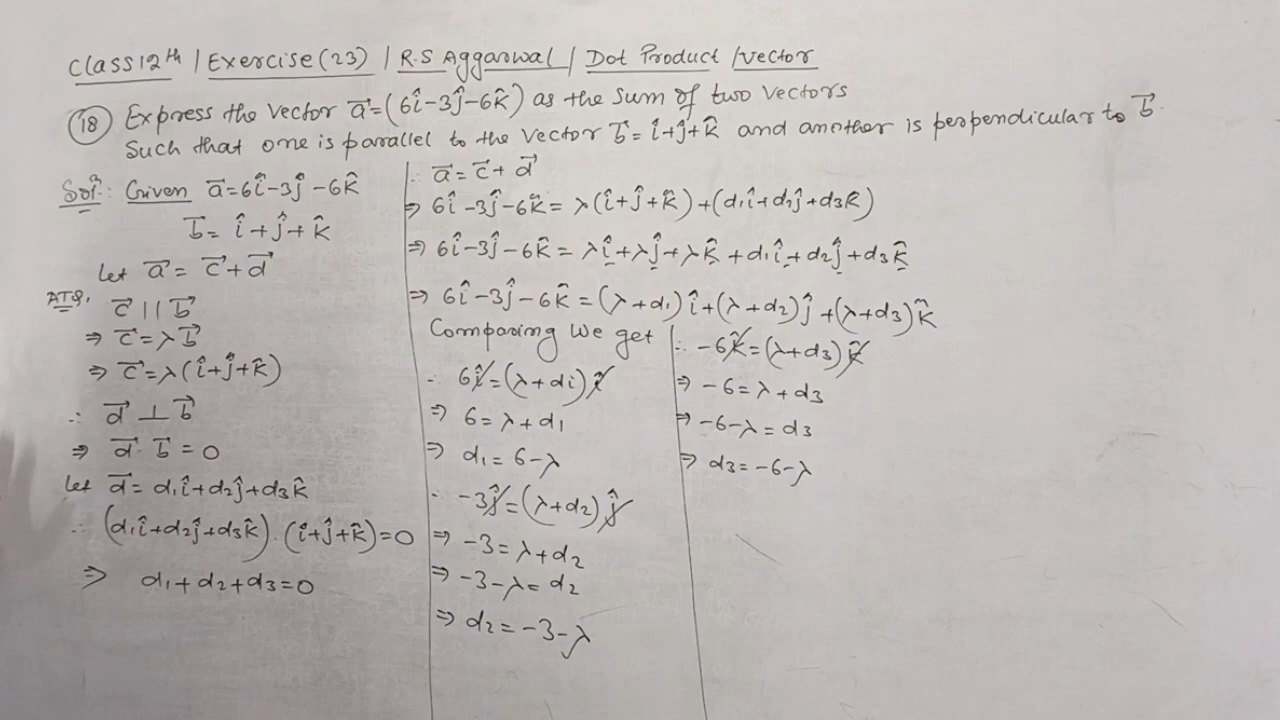 Class 12th / Exercise (23) / R.S Aggarwal / Dot Product / vector
(18) Express the vector a⃗=(6î-3ĵ-6k̂) as the sum of two vectors
Such that one is parallel to the vector b⃗=î+ĵ+k̂ and another is perpendicular to b⃗.
Solⁿ: Given a⃗=6î-3ĵ-6k̂
b⃗= î+ĵ+k̂
Let a⃗= c⃗+d⃗
ATQ, c⃗ || b⃗
⇒ c⃗=λb⃗
⇒ c⃗=λ(î+ĵ+k̂)
∴ d⃗ ⊥ b⃗
⇒ d⃗. b⃗ = 0
Let d⃗= d₁î+d₂ĵ+d₃k̂
∴ (d₁î+d₂ĵ+d₃k̂).(î+ĵ+k̂)=0
⇒ d₁+d₂+d₃=0
∴ a⃗=c⃗+d⃗
⇒ 6î-3ĵ-6k̂=λ(î+ĵ+k̂)+(d₁î+d₂ĵ+d₃k̂)
⇒ 6î-3ĵ-6k̂=λî+λĵ+λk̂+d₁î+d₂ĵ+d₃k̂
⇒ 6î-3ĵ-6k̂=(λ+d₁)î+(λ+d₂)ĵ+(λ+d₃)k̂
Comparing we get
∴ 6î=(λ+d₁)î
⇒ 6=λ+d₁
⇒ d₁=6-λ
∴ -3ĵ=(λ+d₂)ĵ
⇒ -3=λ+d₂
⇒ -3-λ=d₂
⇒ d₂=-3-λ
∴ -6k̂=(λ+d₃)k̂
⇒ -6=λ+d₃
⇒ -6-λ=d₃
⇒ d₃=-6-λ